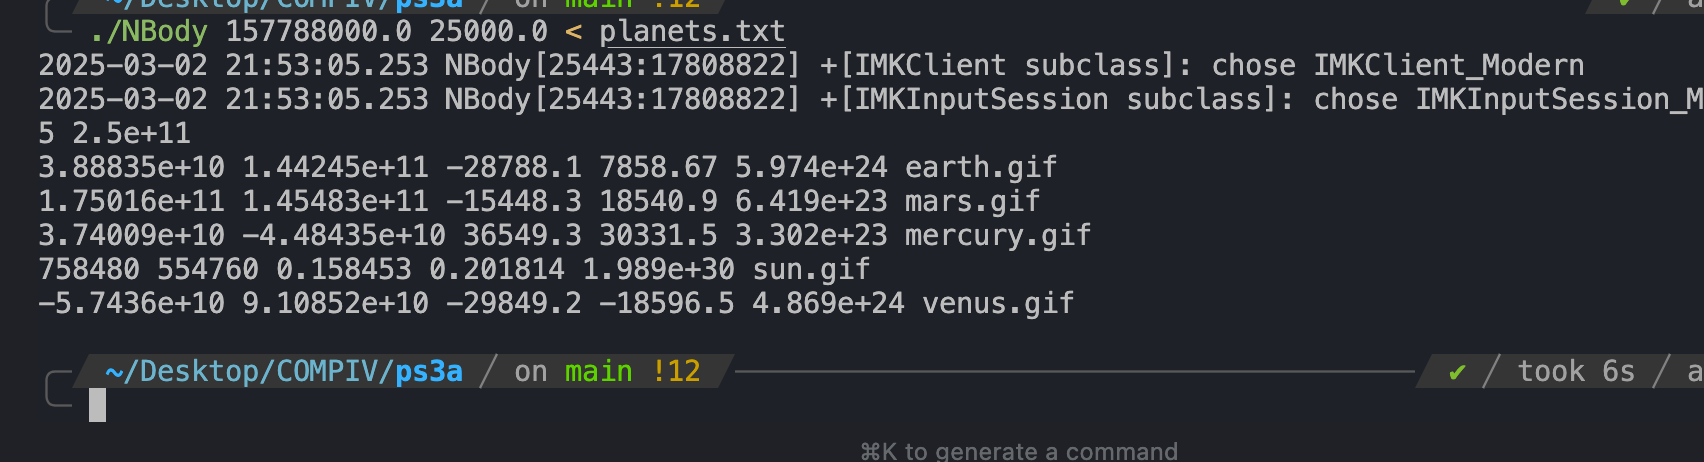 ~/Desktop/COMPIV/ps3a / on main !12 ✔ / a
./NBody 157788000.0 25000.0 < planets.txt
2025-03-02 21:53:05.253 NBody[25443:17808822] +[IMKClient subclass]: chose IMKClient_Modern
2025-03-02 21:53:05.253 NBody[25443:17808822] +[IMKInputSession subclass]: chose IMKInputSession_M
5 2.5e+11
3.88835e+10 1.44245e+11 -28788.1 7858.67 5.974e+24 earth.gif
1.75016e+11 1.45483e+11 -15448.3 18540.9 6.419e+23 mars.gif
3.74009e+10 -4.48435e+10 36549.3 30331.5 3.302e+23 mercury.gif
758480 554760 0.158453 0.201814 1.989e+30 sun.gif
-5.7436e+10 9.10852e+10 -29849.2 -18596.5 4.869e+24 venus.gif
~/Desktop/COMPIV/ps3a / on main !12 ✔ / took 6s / a
⌘K to generate a command